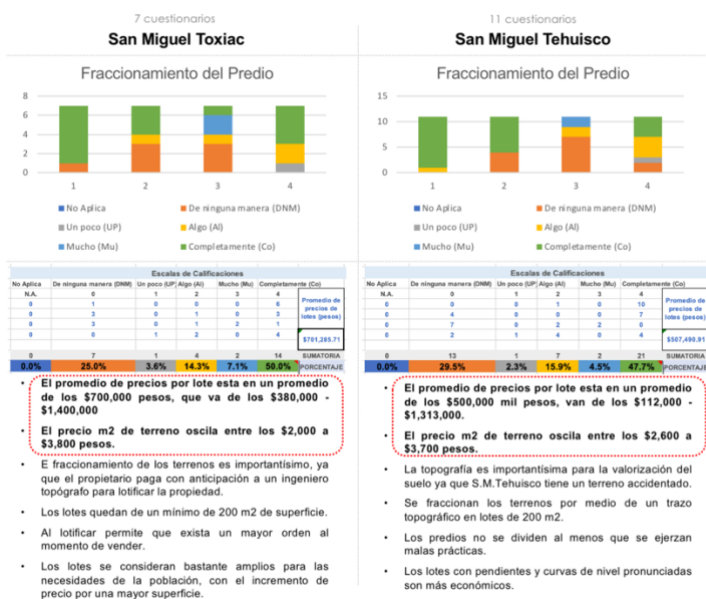 7 cuestionarios
San Miguel Toxiac
Fraccionamiento del Predio
8
6
4
2
0
1 2 3 4
No Aplica De ninguna manera (DNM)
Un poco (UP) Algo (Al)
Mucho (Mu) Completamente (Co)
Escalas de Calificaciones
No Aplica De ninguna manera (DNM) Un poco (UP) Algo (Al) Mucho (Mu) Completamente (Co)
N.A. 0 1 2 3 4 Promedio de precios de lotes (pesos)
0 1 0 0 0 6
0 3 0 1 0 3
0 3 0 1 2 1
0 0 1 2 0 4 $701,285.71
0 7 1 4 2 14 SUMATORIA
0.0% 25.0% 3.6% 14.3% 7.1% 50.0% PORCENTAJE
• El promedio de precios por lote esta en un promedio
de los $700,000 pesos, que va de los $380,000 -
$1,400,000
• El precio m2 de terreno oscila entre los $2,000 a
$3,800 pesos.
• E fraccionamiento de los terrenos es importantísimo, ya
que el propietario paga con anticipación a un ingeniero
topógrafo para lotificar la propiedad.
• Los lotes quedan de un mínimo de 200 m2 de superficie.
• Al lotificar permite que exista un mayor orden al
momento de vender.
• Los lotes se consideran bastante amplios para las
necesidades de la población, con el incremento de
precio por una mayor superficie.
11 cuestionarios
San Miguel Tehuisco
Fraccionamiento del Predio
15
10
5
0
1 2 3 4
No Aplica De ninguna manera (DNM)
Un poco (UP) Algo (Al)
Mucho (Mu) Completamente (Co)
Escalas de Calificaciones
No Aplica De ninguna manera (DNM) Un poco (UP) Algo (Al) Mucho (Mu) Completamente (Co)
N.A. 0 1 2 3 4 Promedio de precios de lotes (pesos)
0 0 0 1 0 10
0 4 0 0 0 7
0 7 0 2 2 0
0 2 1 4 0 4 $507,490.91
0 13 1 7 2 21 SUMATORIA
0.0% 29.5% 2.3% 15.9% 4.5% 47.7% PORCENTAJE
• El promedio de precios por lote esta en un promedio
de los $500,000 mil pesos, van de los $112,000 -
$1,313,000.
• El precio m2 de terreno oscila entre los $2,600 a
$3,700 pesos.
• La topografía es importantísima para la valorización del
suelo ya que S.M.Tehuisco tiene un terreno accidentado.
• Se fraccionan los terrenos por medio de un trazo
topográfico en lotes de 200 m2.
• Los predios no se dividen al menos que se ejerzan
malas prácticas.
• Los lotes con pendientes y curvas de nivel pronunciadas
son más económicos.